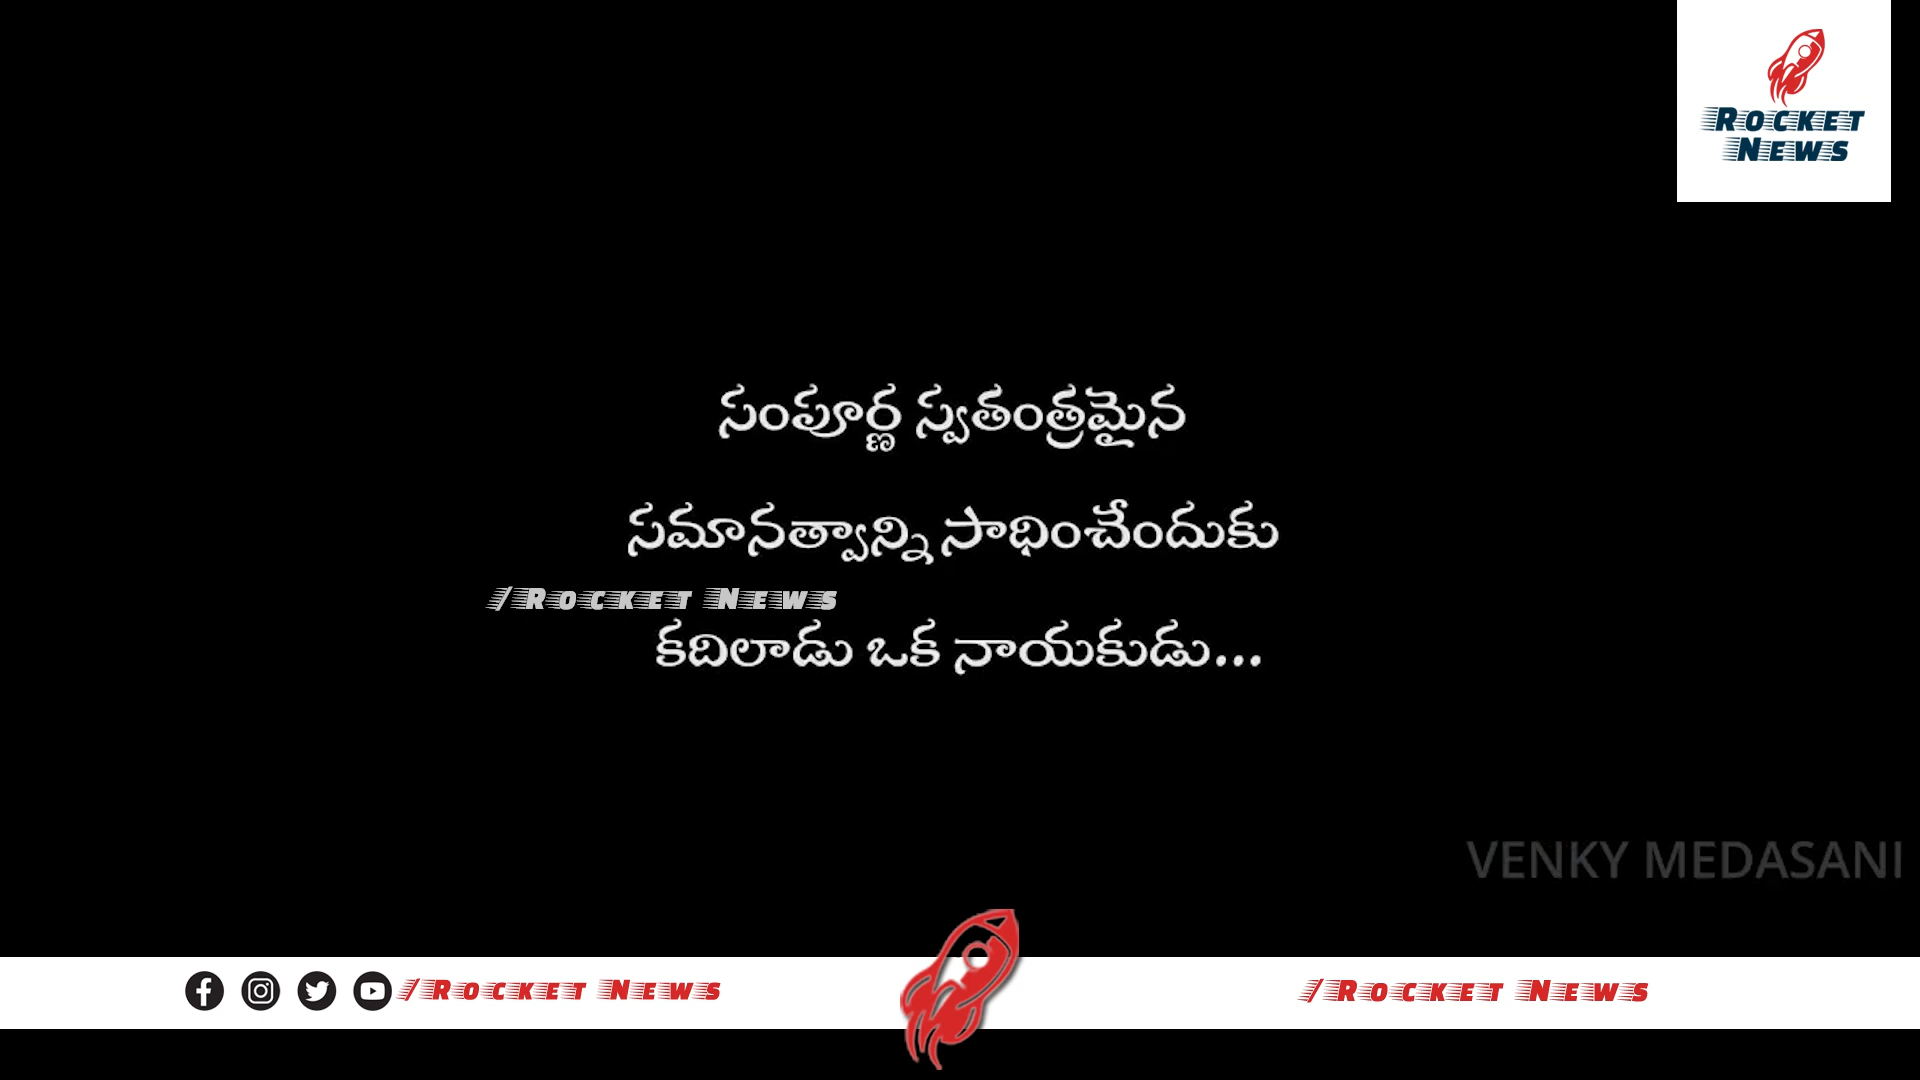 ROCKET
NEWS
సంపూర్ణ స్వతంత్రమైన
సమానత్వాన్ని సాధించేందుకు
/ROCKET NEWS
కదిలాడు ఒక నాయకుడు...
VENKY MEDASANI
/ROCKET NEWS
/ROCKET NEWS